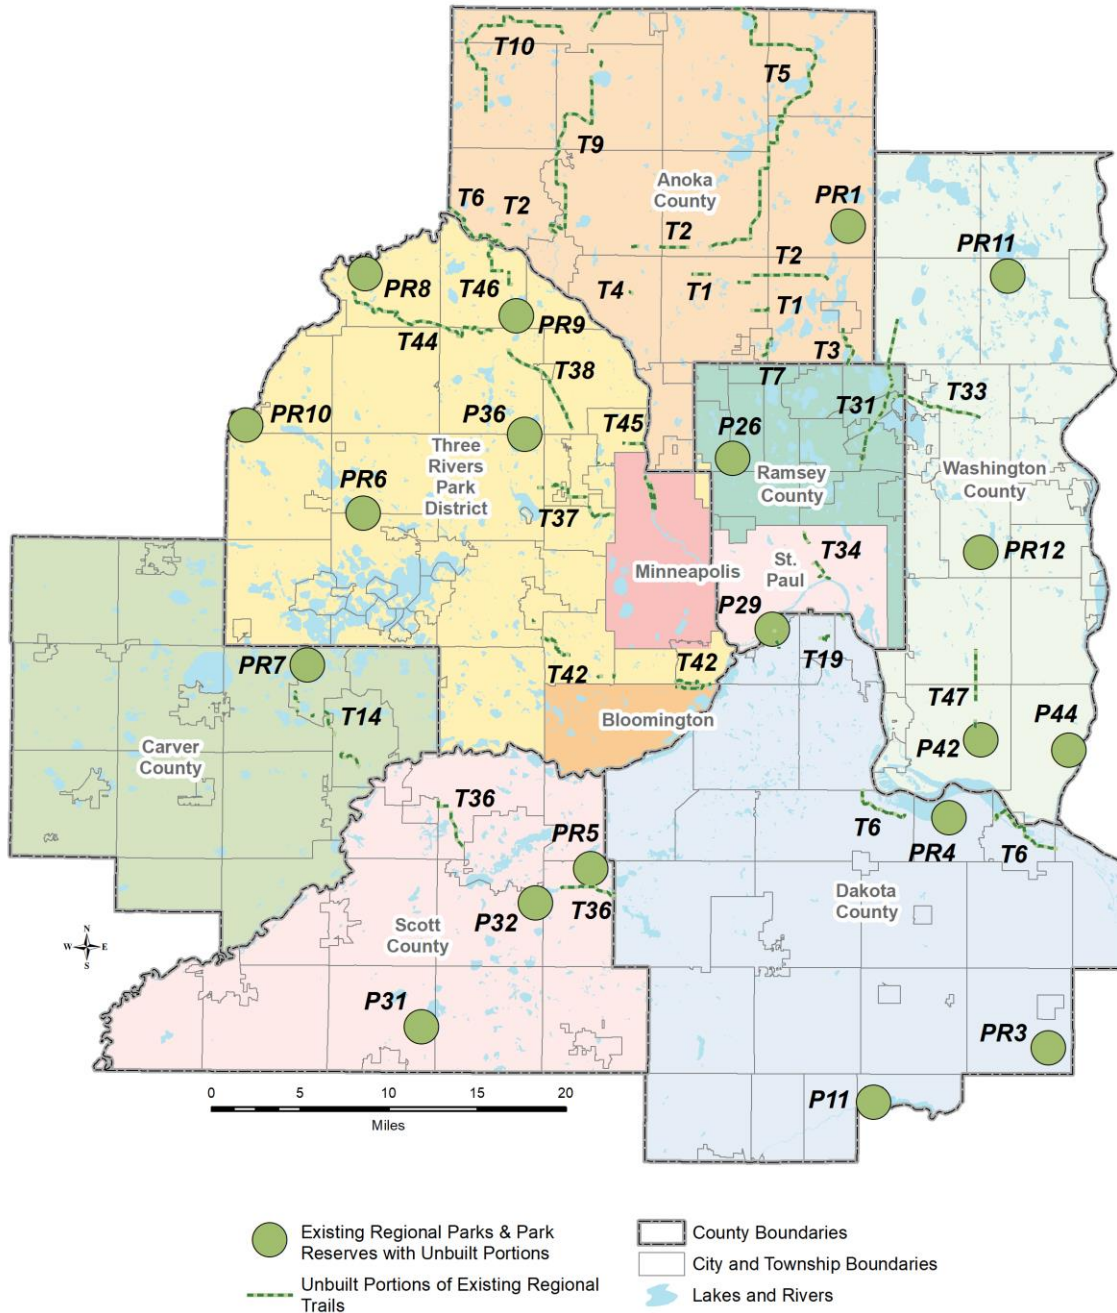 T10
T5
T9
Anoka
County
T6
T2
PR1
T2
PR11
T2
PR8
T46
T4
T1
T1
PR9
T44
T3
T38
T7
T33
T31
PR10
P36
T45
P26
Three
Rivers
Park
District
Ramsey
County
Washington
County
PR6
T37
T34
PR12
Minneapolis
St.
Paul
P29
PR7
T42
T42
T19
T47
P44
T14
Bloomington
P42
Carver
County
T36
PR5
T6
PR4
T6
N
W
E
S
P32
T36
Scott
County
Dakota
County
P31
PR3
0 5 10 15 20
Miles
P11
Existing Regional Parks & Park
Reserves with Unbuilt Portions
Unbuilt Portions of Existing Regional
Trails
County Boundaries
City and Township Boundaries
Lakes and Rivers